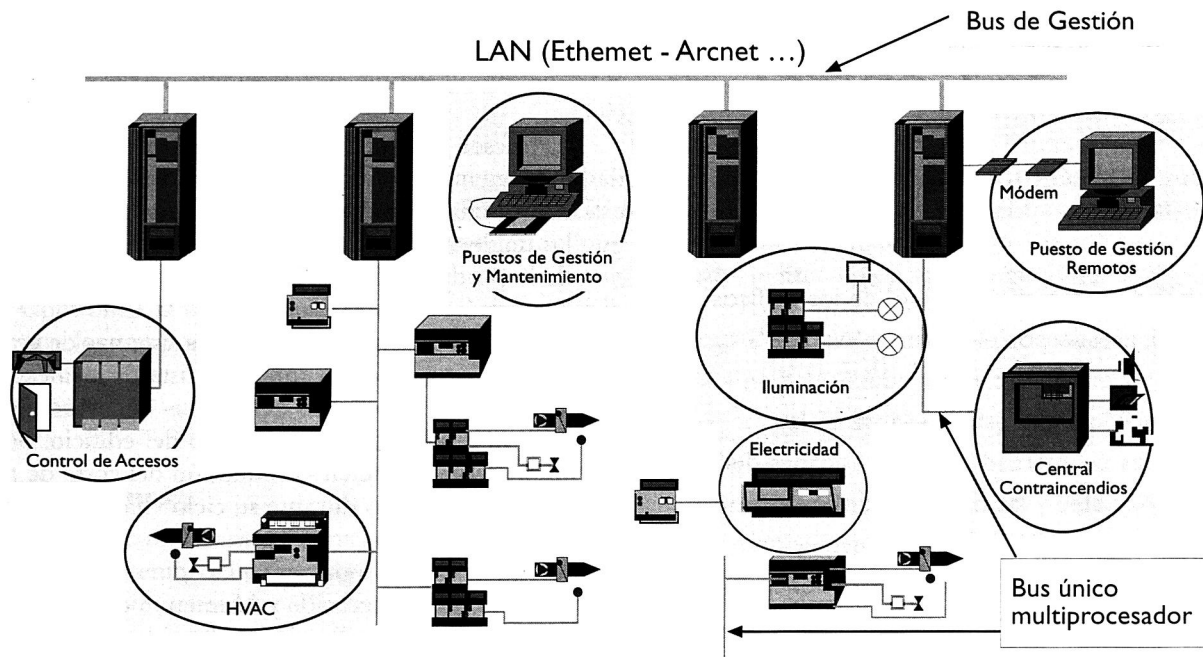 Bus de Gestión
LAN (Ethemet - Arcnet ...)
Módem
Puestos de Gestión
y Mantenimiento
Puesto de Gestión
Remotos
Iluminación
Control de Accesos
Electricidad
Central
Contraincendios
HVAC
Bus único
multiprocesador